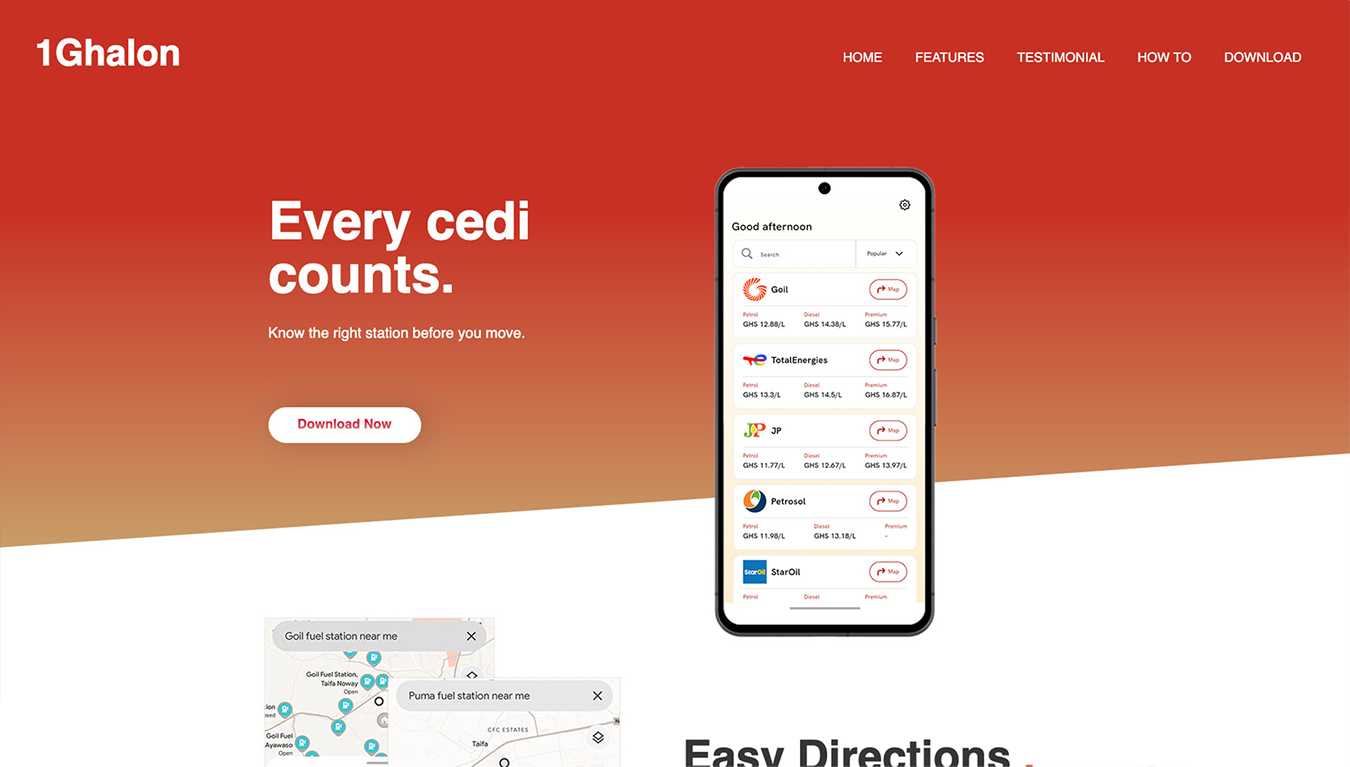 1Ghalon
HOME FEATURES TESTIMONIAL HOW TO DOWNLOAD
Every cedi
counts.
Know the right station before you move.
Download Now
Good afternoon
Search Popular
Goil Map
Petrol Diesel Premium
GHS 12.88/L GHS 14.38/L GHS 15.77/L
TotalEnergies Map
Petrol Diesel Premium
GHS 13.3/L GHS 14.5/L GHS 16.87/L
JP JP Map
Petrol Diesel Premium
GHS 11.77/L GHS 12.67/L GHS 13.97/L
Petrosol Map
Petrol Diesel Premium
GHS 11.98/L GHS 13.18/L -
StarOil StarOil Map
Petrol Diesel Premium
Goil fuel station near me
Goil Fuel Station,
Taifa Noway
Open
Goil Fuel
Ayawaso
Open
Puma fuel station near me
CFC ESTATES
Taifa
Easy Directions